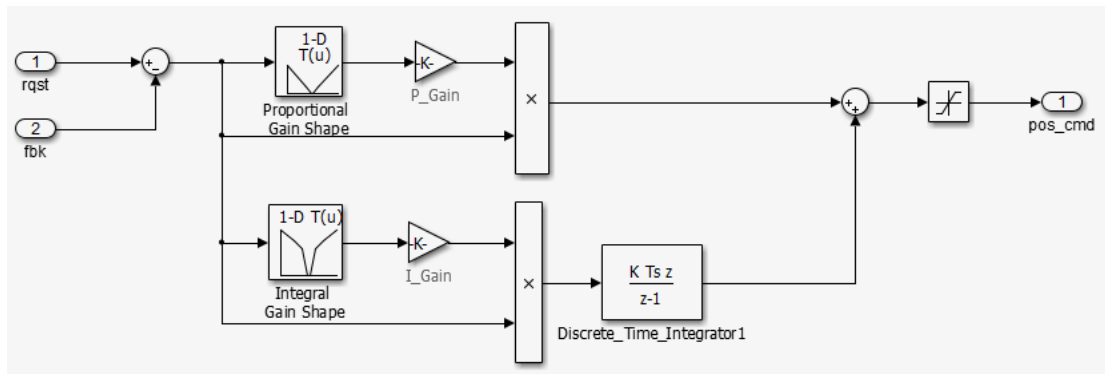 1
rqst
2
fbk
+
-
1-D
T(u)
Proportional
Gain Shape
-K-
P_Gain
×
1-D T(u)
Integral
Gain Shape
-K-
I_Gain
×
K Ts z
z-1
Discrete_Time_Integrator1
+
+
1
pos_cmd